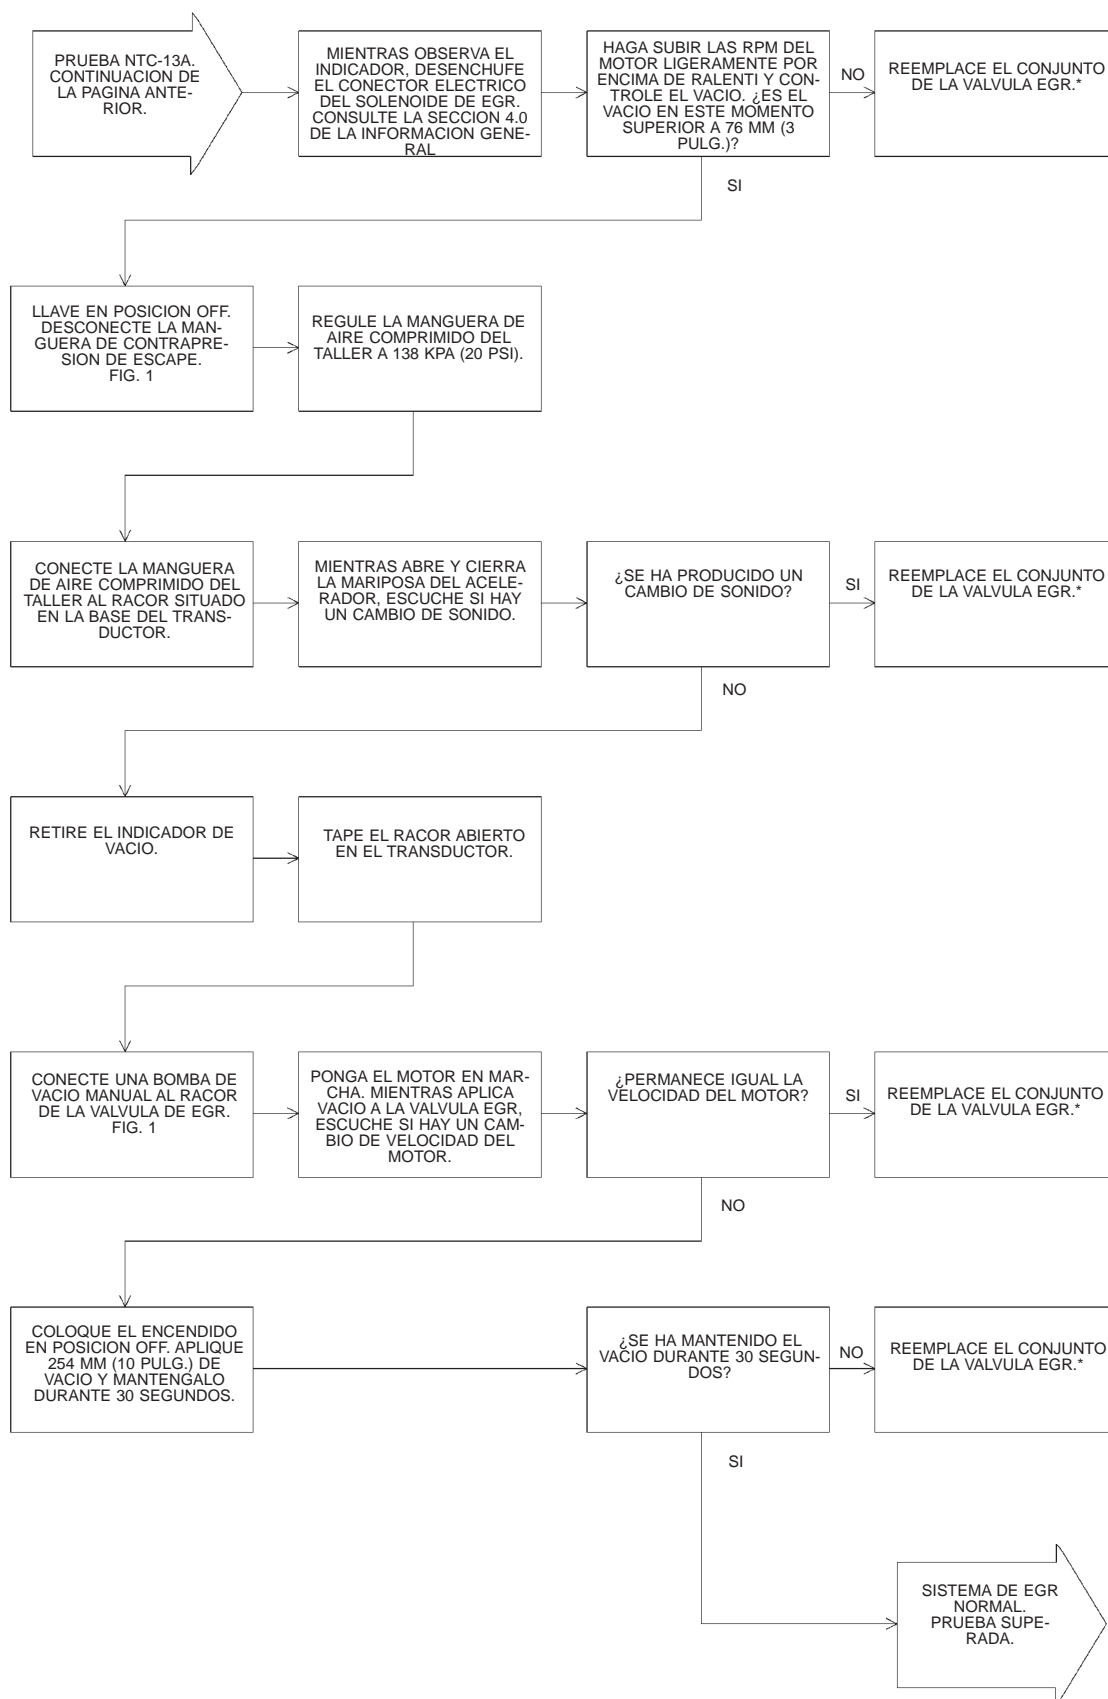 PRUEBA NTC-13A.
CONTINUACION DE
LA PAGINA ANTE-
RIOR.
MIENTRAS OBSERVA EL
INDICADOR, DESENCHUFE
EL CONECTOR ELECTRICO
DEL SOLENOIDE DE EGR.
CONSULTE LA SECCION 4.0
DE LA INFORMACION GENE-
RAL
HAGA SUBIR LAS RPM DEL
MOTOR LIGERAMENTE POR
ENCIMA DE RALENTI Y CON-
TROLE EL VACIO. ¿ES EL
VACIO EN ESTE MOMENTO
SUPERIOR A 76 MM (3
PULG.)?
NO
REEMPLACE EL CONJUNTO
DE LA VALVULA EGR.*
SI
LLAVE EN POSICION OFF.
DESCONECTE LA MAN-
GUERA DE CONTRAPRE-
SION DE ESCAPE.
FIG. 1
REGULE LA MANGUERA DE
AIRE COMPRIMIDO DEL
TALLER A 138 KPA (20 PSI).
CONECTE LA MANGUERA
DE AIRE COMPRIMIDO DEL
TALLER AL RACOR SITUADO
EN LA BASE DEL TRANS-
DUCTOR.
MIENTRAS ABRE Y CIERRA
LA MARIPOSA DEL ACELE-
RADOR, ESCUCHE SI HAY
UN CAMBIO DE SONIDO.
¿SE HA PRODUCIDO UN
CAMBIO DE SONIDO?
SI
REEMPLACE EL CONJUNTO
DE LA VALVULA EGR.*
NO
RETIRE EL INDICADOR DE
VACIO.
TAPE EL RACOR ABIERTO
EN EL TRANSDUCTOR.
CONECTE UNA BOMBA DE
VACIO MANUAL AL RACOR
DE LA VALVULA DE EGR.
FIG. 1
PONGA EL MOTOR EN MAR-
CHA. MIENTRAS APLICA
VACIO A LA VALVULA EGR,
ESCUCHE SI HAY UN CAM-
BIO DE VELOCIDAD DEL
MOTOR.
¿PERMANECE IGUAL LA
VELOCIDAD DEL MOTOR?
SI
REEMPLACE EL CONJUNTO
DE LA VALVULA EGR.*
NO
COLOQUE EL ENCENDIDO
EN POSICION OFF. APLIQUE
254 MM (10 PULG.) DE
VACIO Y MANTENGALO
DURANTE 30 SEGUNDOS.
¿SE HA MANTENIDO EL
VACIO DURANTE 30 SEGUN-
DOS?
NO
REEMPLACE EL CONJUNTO
DE LA VALVULA EGR.*
SI
SISTEMA DE EGR
NORMAL.
PRUEBA SUPE-
RADA.